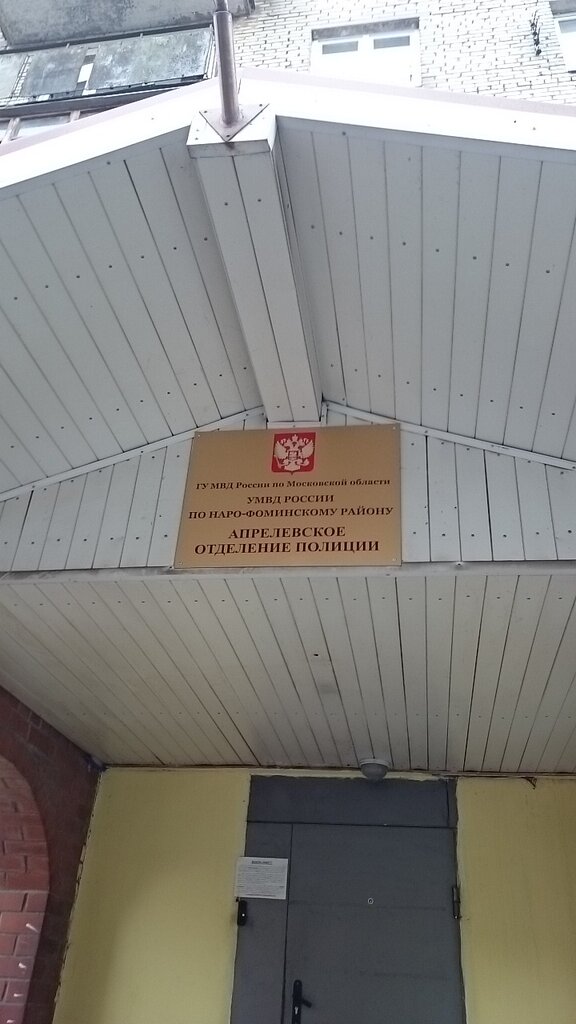 ГУ МВД России по Московской области
УМВД РОССИИ
ПО НАРО-ФОМИНСКОМУ РАЙОНУ
АПРЕЛЕВСКОЕ
ОТДЕЛЕНИЕ ПОЛИЦИИ